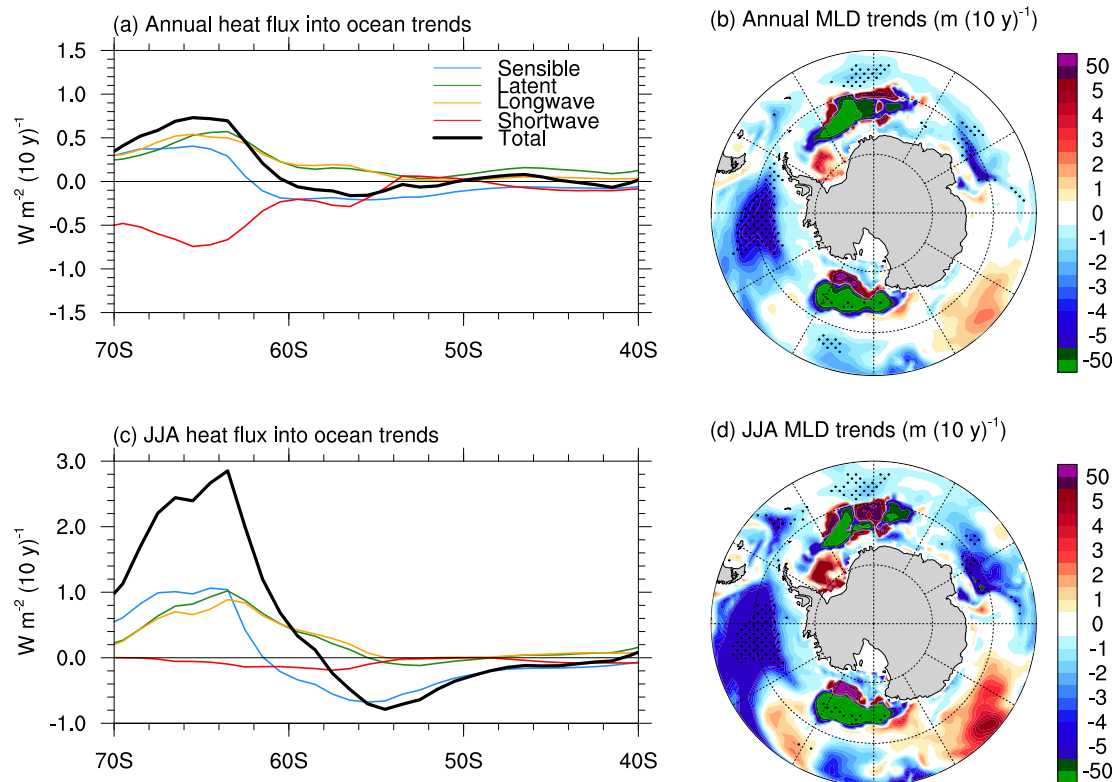 (a) Annual heat flux into ocean trends
W m⁻² (10 y)⁻¹
1.5
1.0
0.5
0.0
-0.5
-1.0
-1.5
70S 60S 50S 40S
Sensible
Latent
Longwave
Shortwave
Total
(b) Annual MLD trends (m (10 y)⁻¹)
50
5
4
3
2
1
0
-1
-2
-3
-4
-5
-50
(c) JJA heat flux into ocean trends
W m⁻² (10 y)⁻¹
3.0
2.0
1.0
0.0
-1.0
70S 60S 50S 40S
(d) JJA MLD trends (m (10 y)⁻¹)
50
5
4
3
2
1
0
-1
-2
-3
-4
-5
-50